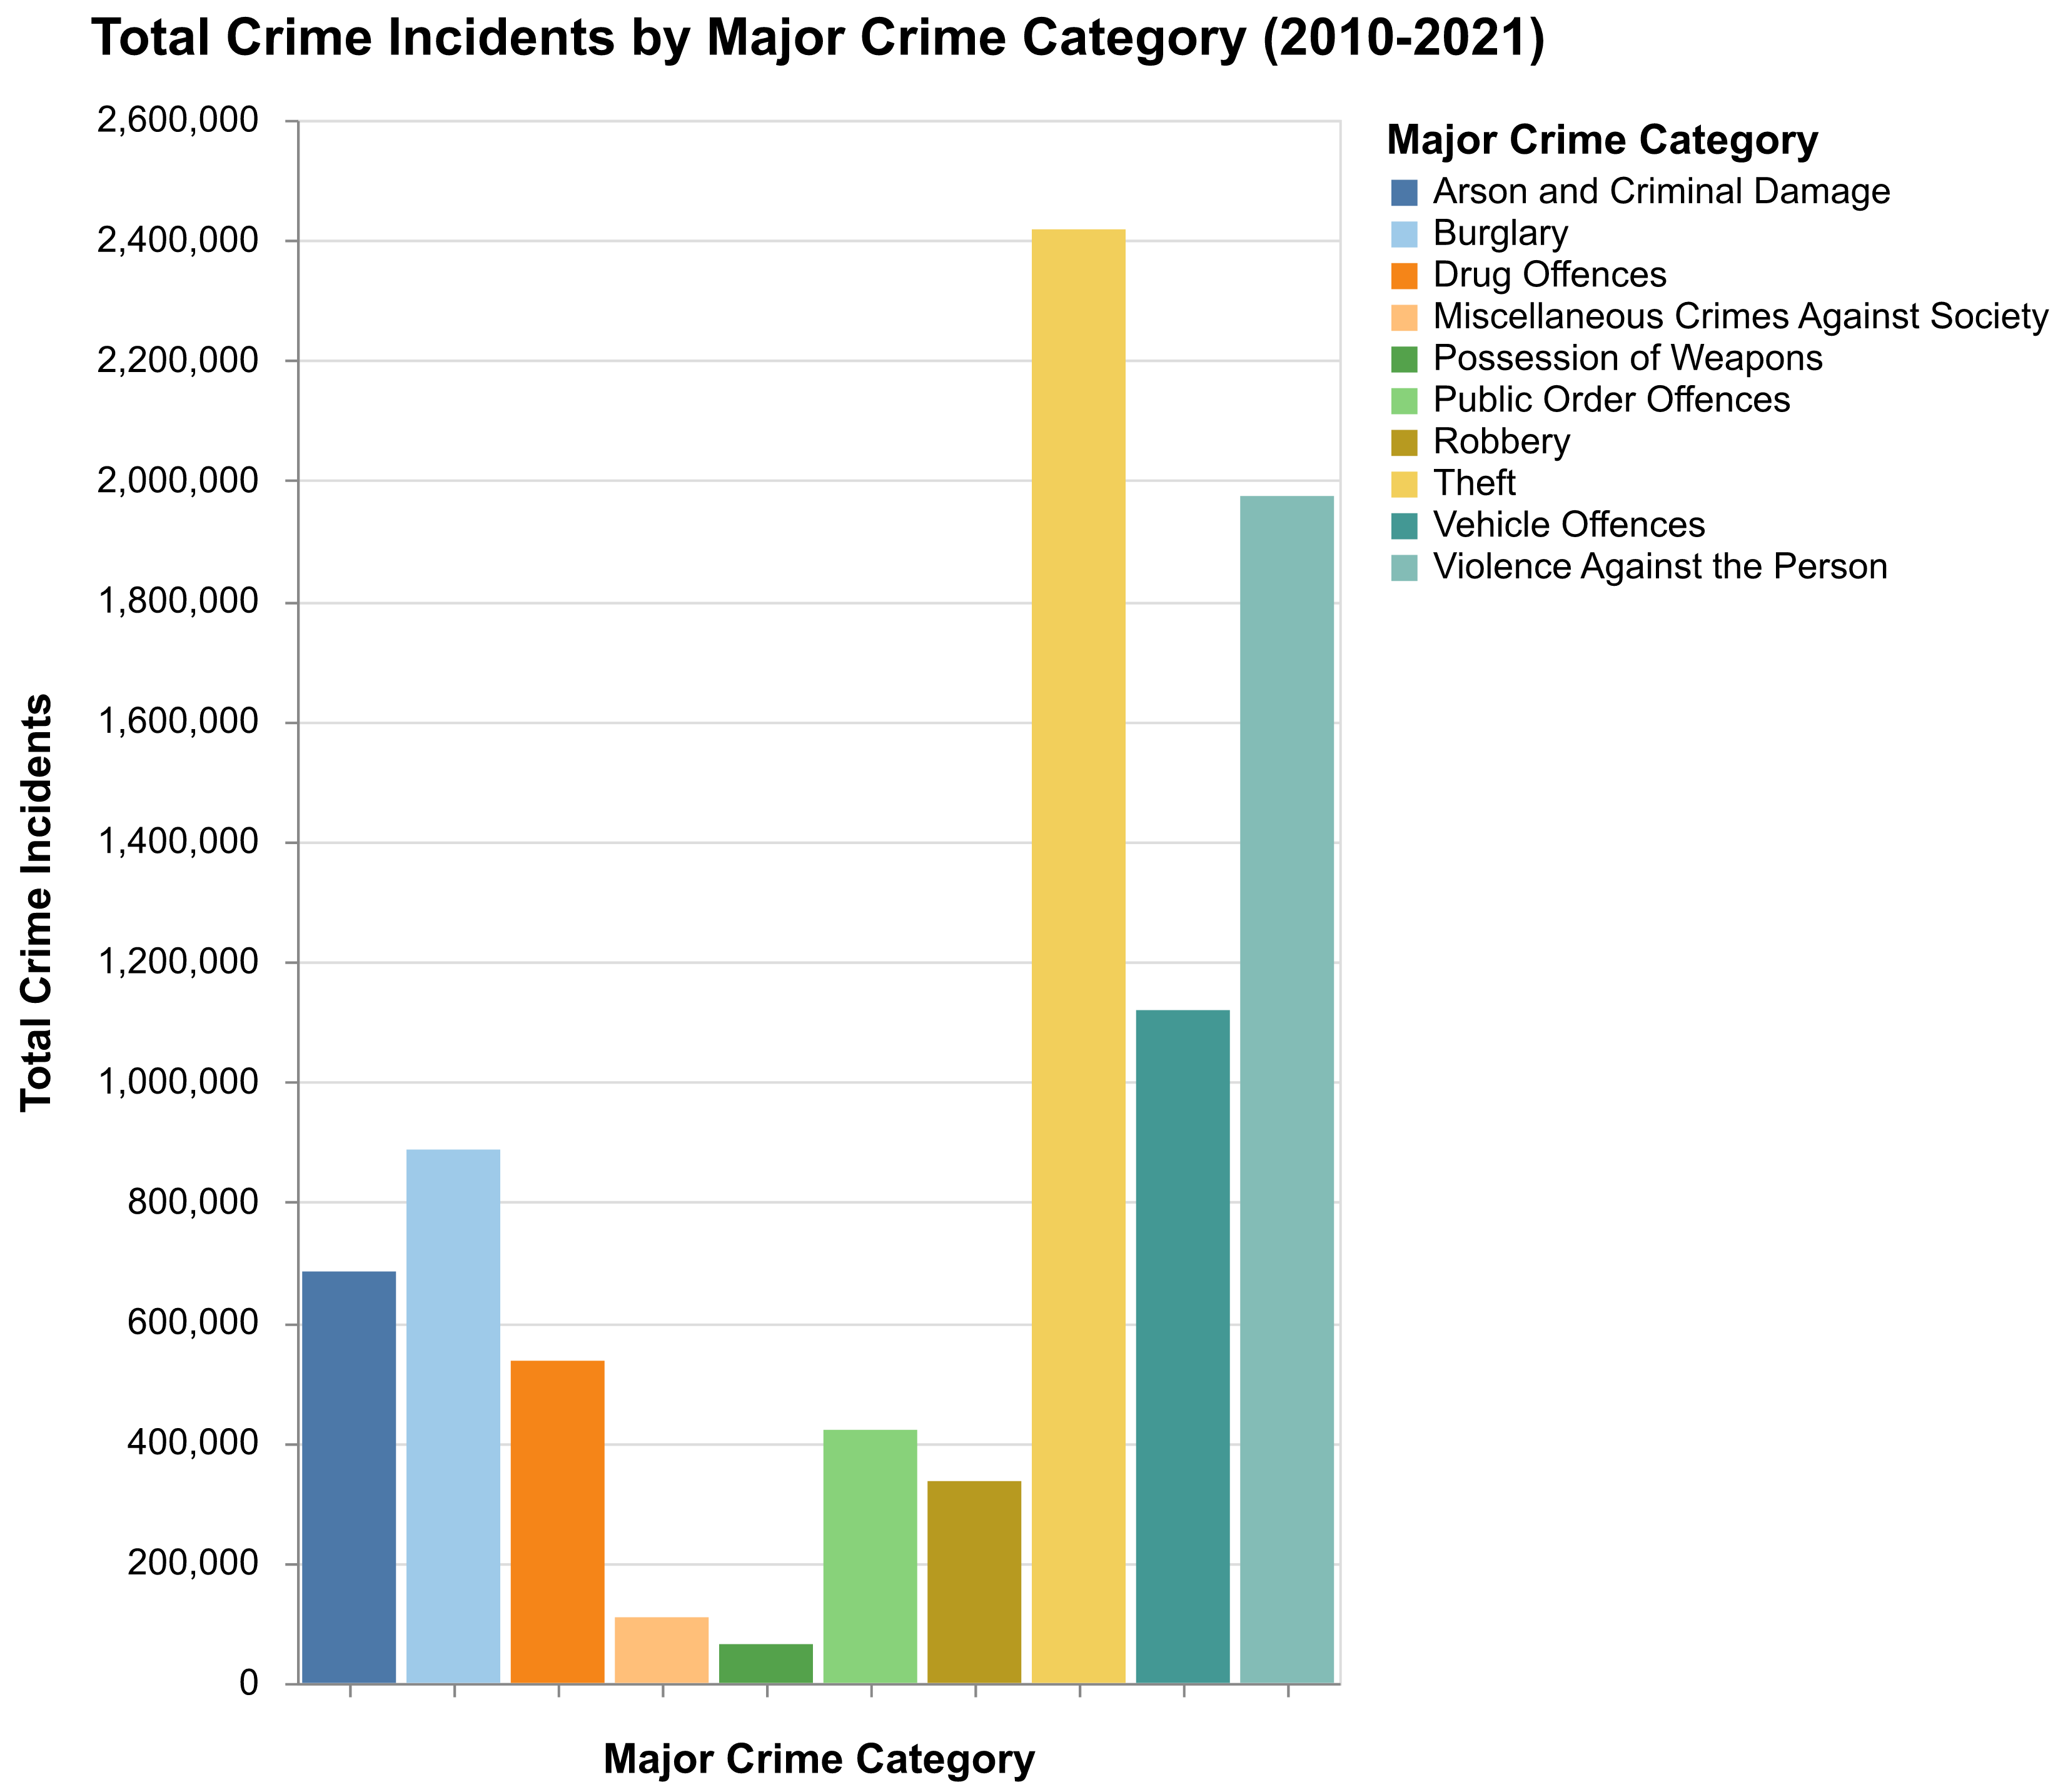 Total Crime Incidents by Major Crime Category (2010-2021)
2,600,000
2,400,000
2,200,000
2,000,000
1,800,000
1,600,000
1,400,000
1,200,000
1,000,000
800,000
600,000
400,000
200,000
0
Total Crime Incidents
Major Crime Category
Major Crime Category
Arson and Criminal Damage
Burglary
Drug Offences
Miscellaneous Crimes Against Society
Possession of Weapons
Public Order Offences
Robbery
Theft
Vehicle Offences
Violence Against the Person